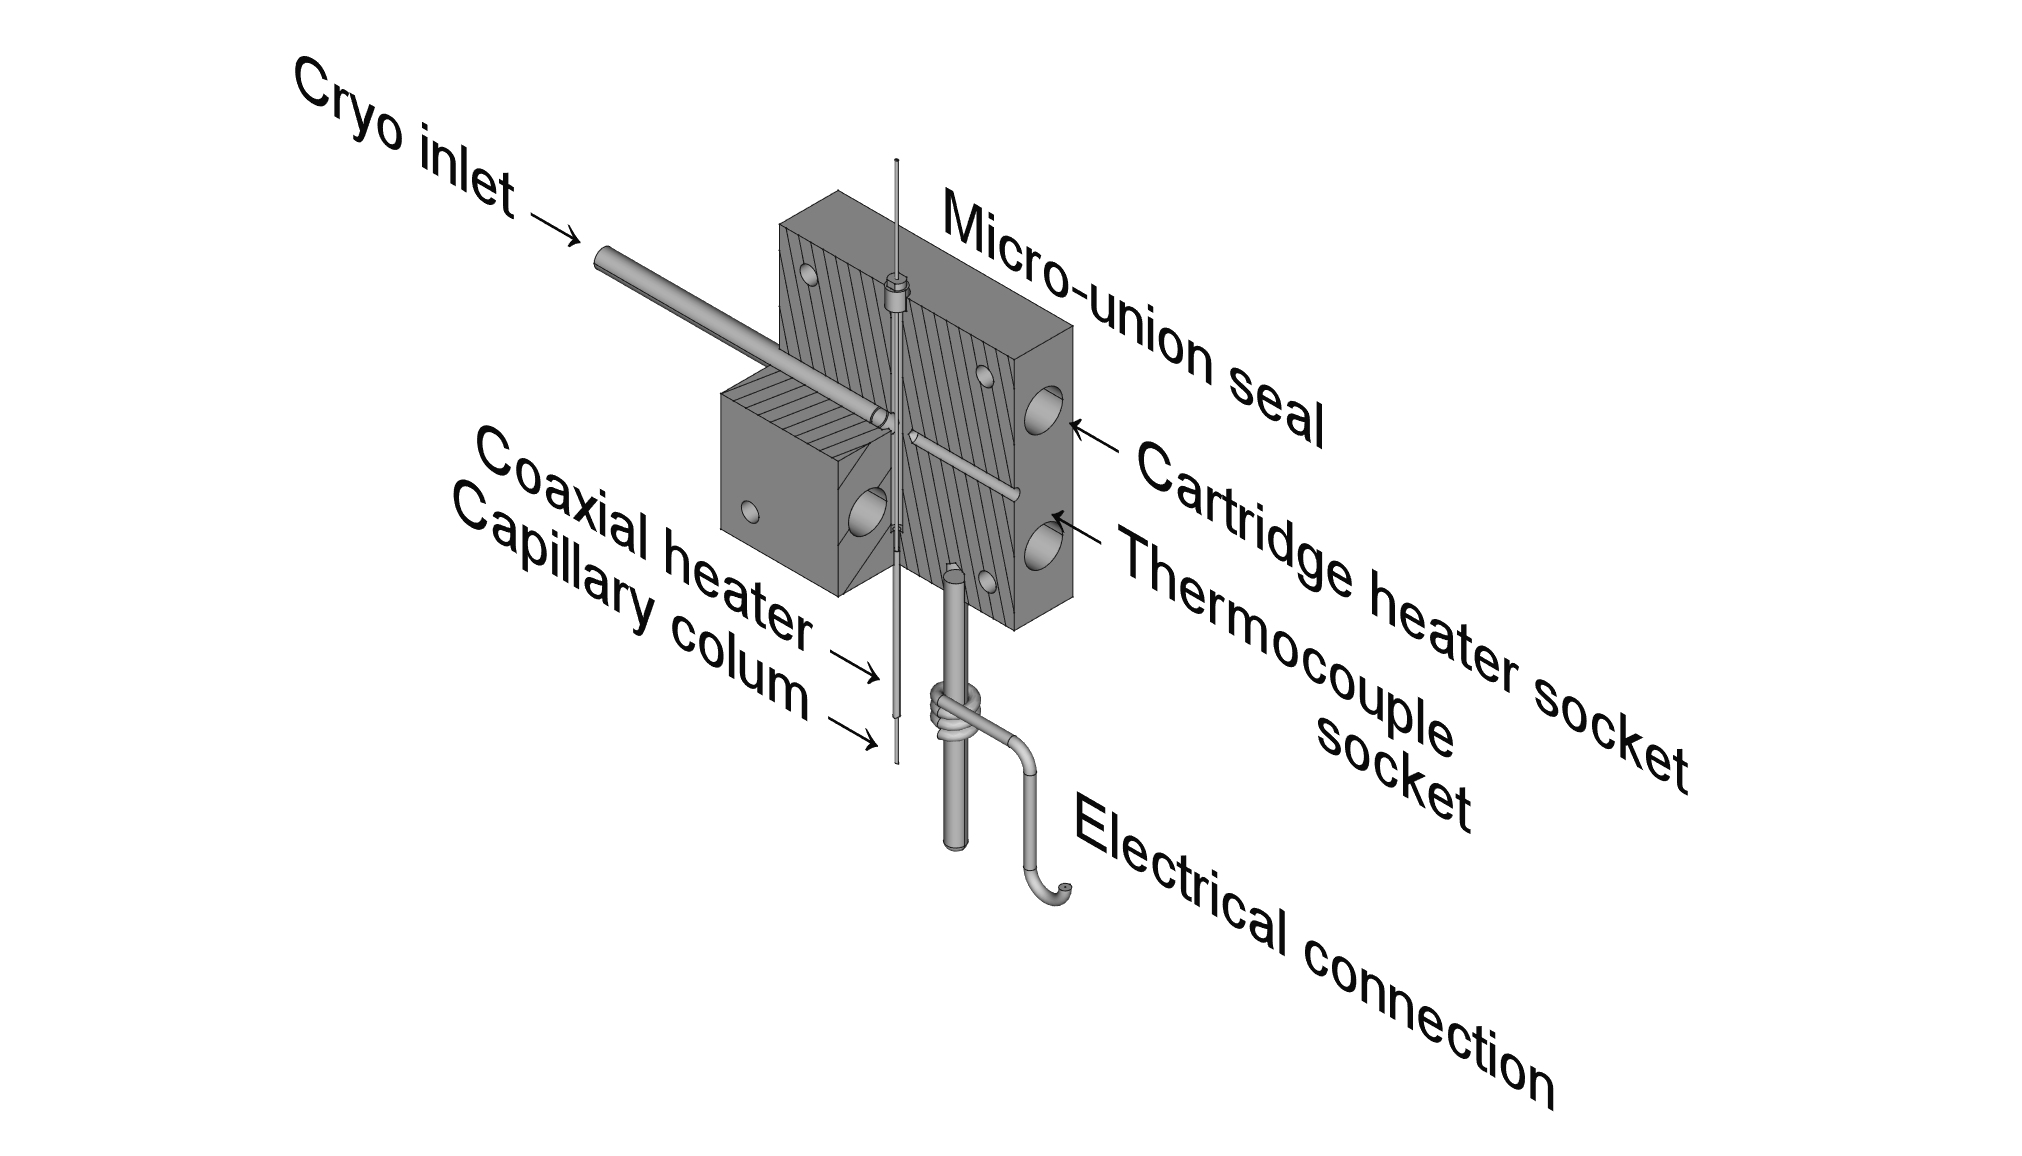 Cryo inlet
Micro-union seal
Cartridge heater socket
Thermocouple
socket
Coaxial heater
Capillary colum
Electrical connection